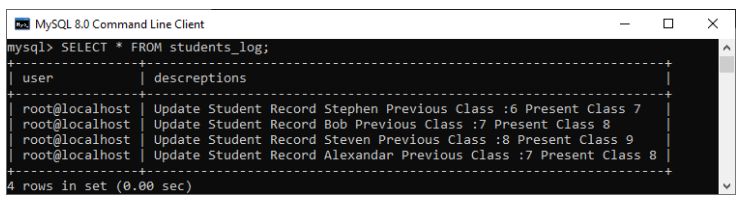 MySQL 8.0 Command Line Client
mysql> SELECT * FROM students_log;
+----------------+----------------------------------------------------------------+
| user | descreptions |
+----------------+----------------------------------------------------------------+
| root@localhost | Update Student Record Stephen Previous Class :6 Present Class 7 |
| root@localhost | Update Student Record Bob Previous Class :7 Present Class 8 |
| root@localhost | Update Student Record Steven Previous Class :8 Present Class 9 |
| root@localhost | Update Student Record Alexandar Previous Class :7 Present Class 8 |
+----------------+----------------------------------------------------------------+
4 rows in set (0.00 sec)